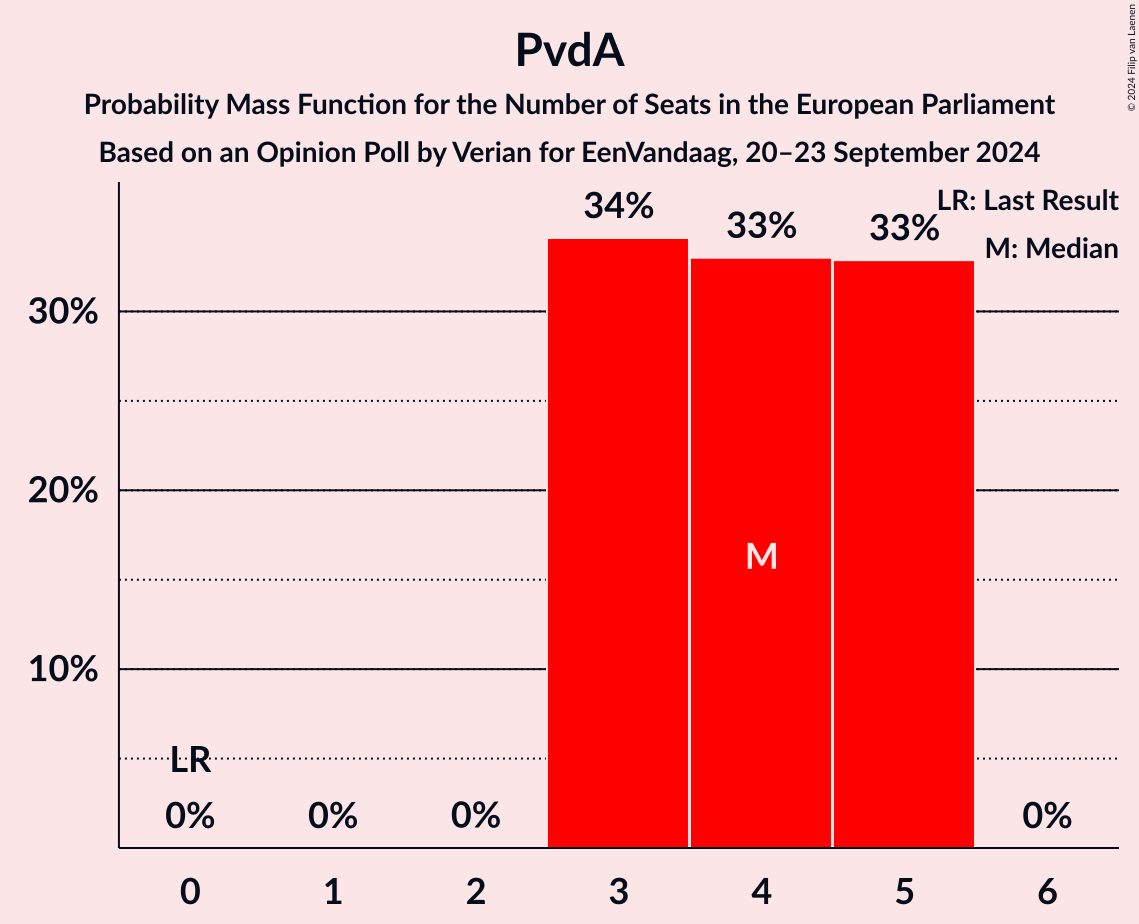 PvdA
Probability Mass Function for the Number of Seats in the European Parliament
Based on an Opinion Poll by Verian for EenVandaag, 20–23 September 2024
© 2024 Filip van Laenen
LR: Last Result
M: Median
34%
33%
33%
30%
20%
10%
M
LR
0%
0%
0%
0%
0
1
2
3
4
5
6